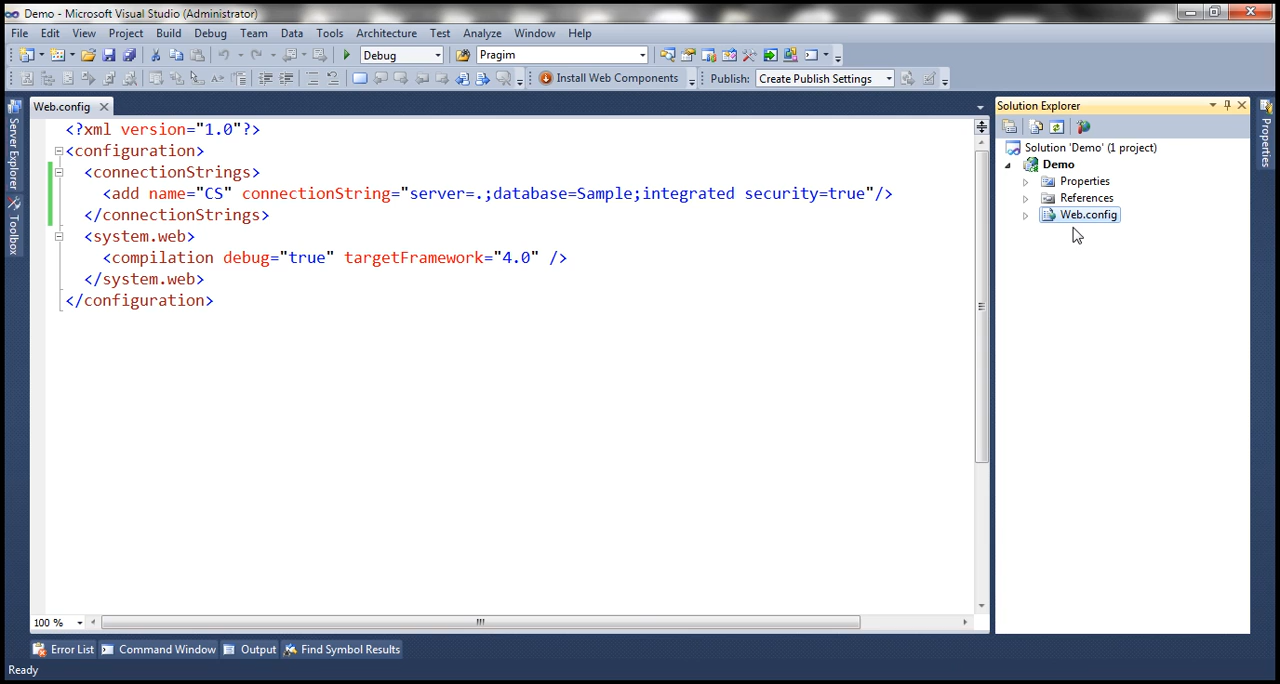 Demo - Microsoft Visual Studio (Administrator)
File Edit View Project Build Debug Team Data Tools Architecture Test Analyze Window Help
Debug Pragim
Install Web Components Publish: Create Publish Settings
Server Explorer
Toolbox
Web.config
<?xml version="1.0"?>
<configuration>
<connectionStrings>
<add name="CS" connectionString="server=.;database=Sample;integrated security=true"/>
</connectionStrings>
<system.web>
<compilation debug="true" targetFramework="4.0" />
</system.web>
</configuration>
100 %
Solution Explorer
Solution 'Demo' (1 project)
Demo
Properties
References
Web.config
Properties
Error List Command Window Output Find Symbol Results
Ready